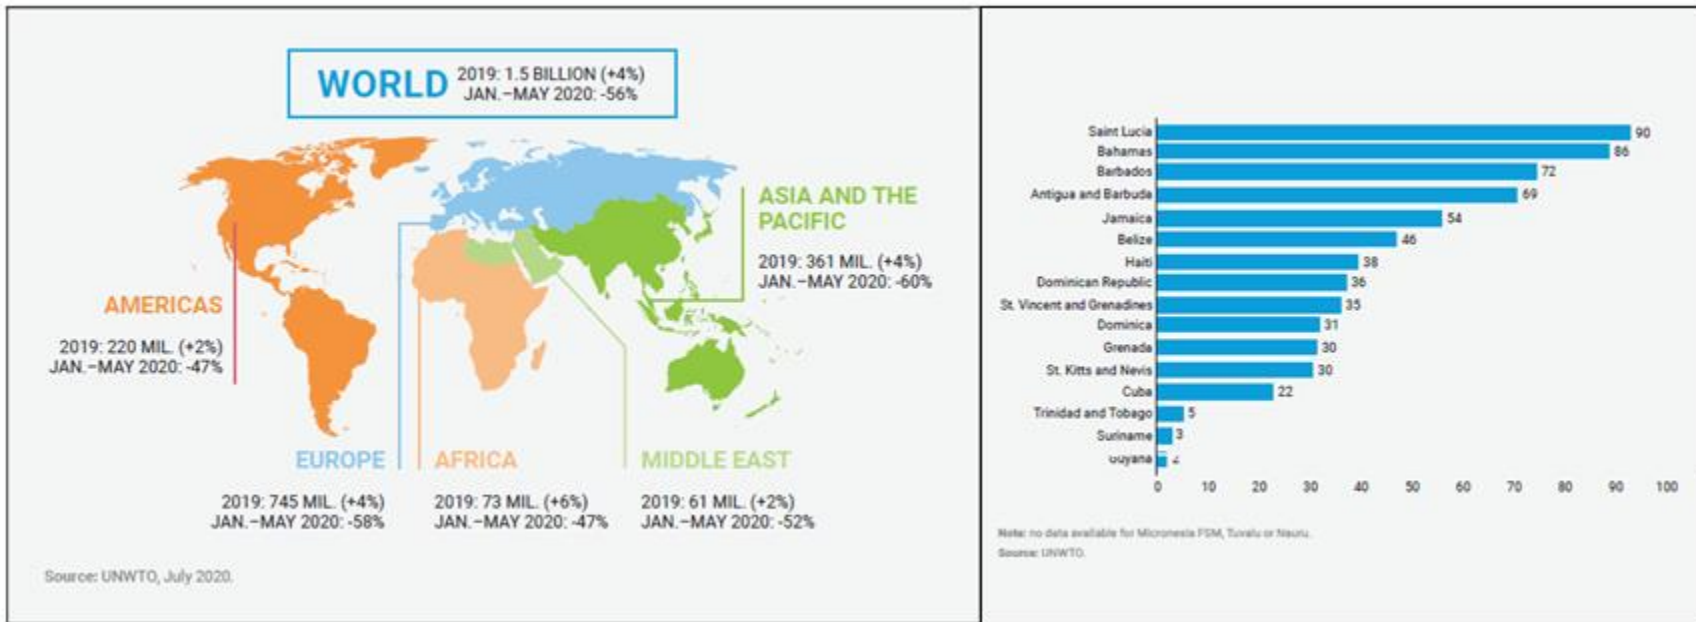 WORLD
2019: 1.5 BILLION (+4%)
JAN.–MAY 2020: -56%
AMERICAS
2019: 220 MIL. (+2%)
JAN.–MAY 2020: -47%
ASIA AND THE
PACIFIC
2019: 361 MIL. (+4%)
JAN.–MAY 2020: -60%
EUROPE
2019: 745 MIL. (+4%)
JAN.–MAY 2020: -58%
AFRICA
2019: 73 MIL. (+6%)
JAN.–MAY 2020: -47%
MIDDLE EAST
2019: 61 MIL. (+2%)
JAN.–MAY 2020: -52%
Source: UNWTO, July 2020.
Saint Lucia 90
Bahamas 86
Barbados 72
Antigua and Barbuda 69
Jamaica 54
Belize 46
Haiti 38
Dominican Republic 36
St. Vincent and Grenadines 35
Dominica 31
Grenada 30
St. Kitts and Nevis 30
Cuba 22
Trinidad and Tobago 5
Suriname 3
Guyana 2
0 10 20 30 40 50 60 70 80 90 100
Note: no data available for Micronesia FSM, Tuvalu or Nauru.
Source: UNWTO.